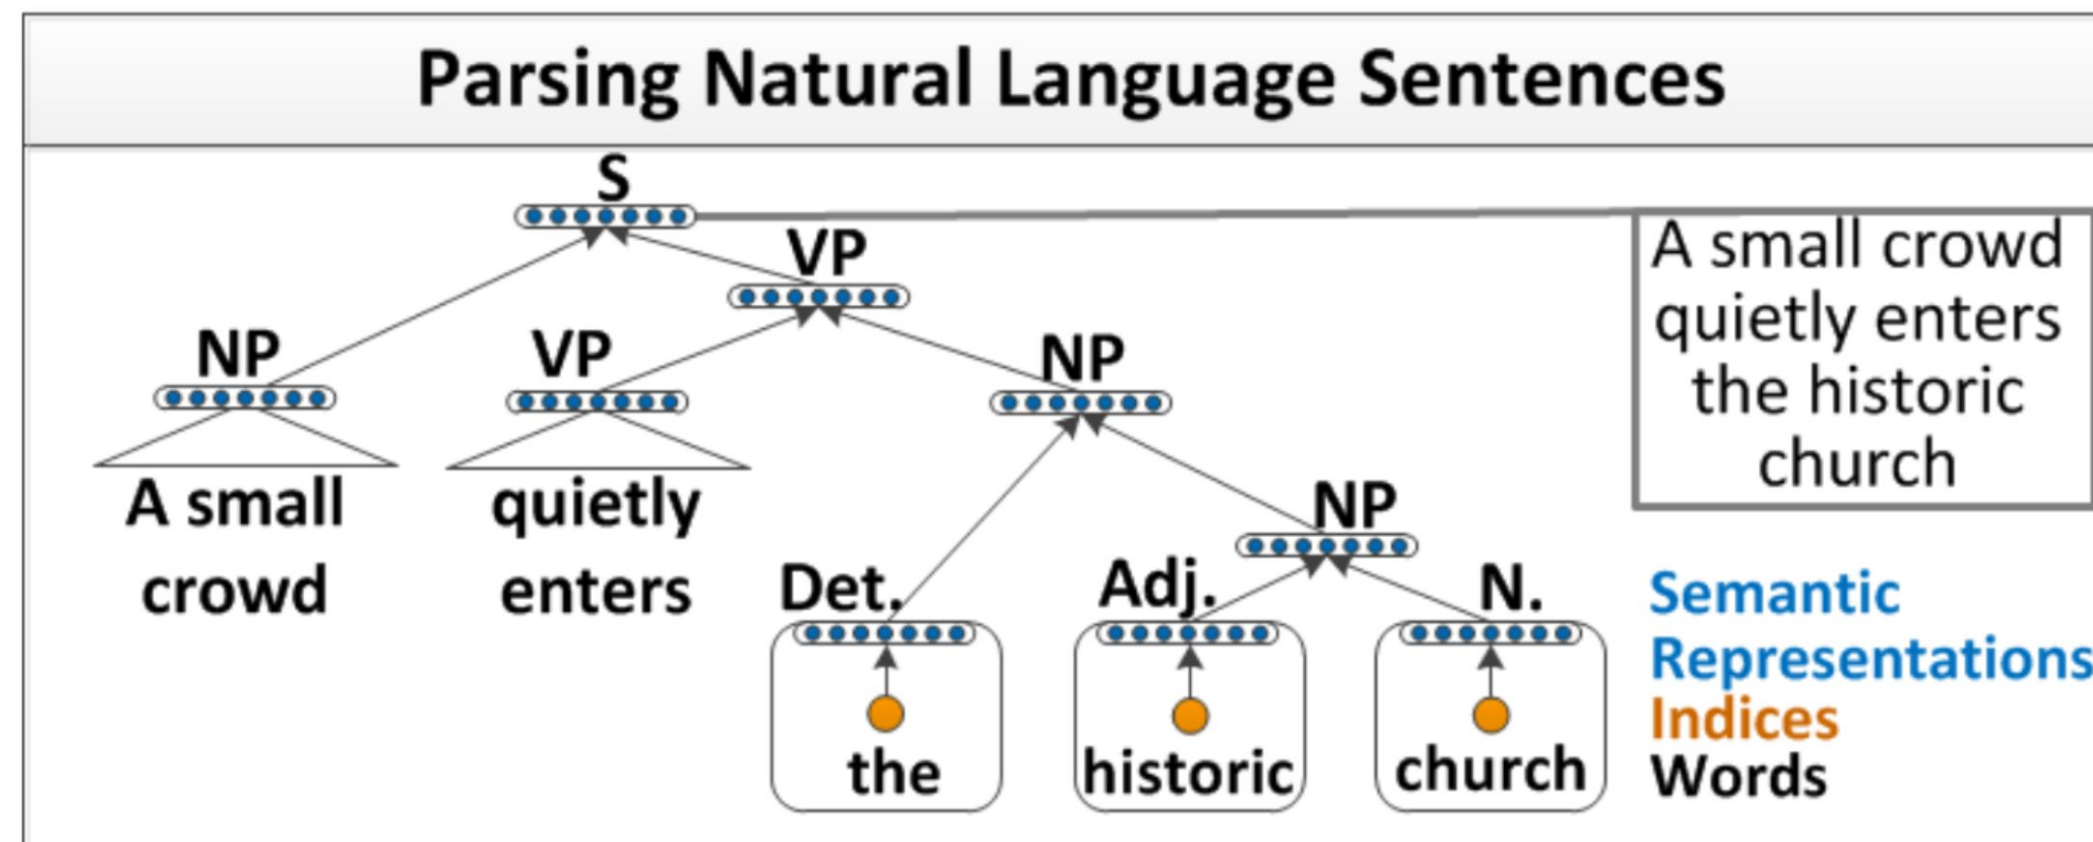 Parsing Natural Language Sentences
S
VP
NP
VP
NP
A small
crowd
quietly
enters
NP
Det.
Adj.
N.
the
historic
church
A small crowd
quietly enters
the historic
church
Semantic
Representations
Indices
Words